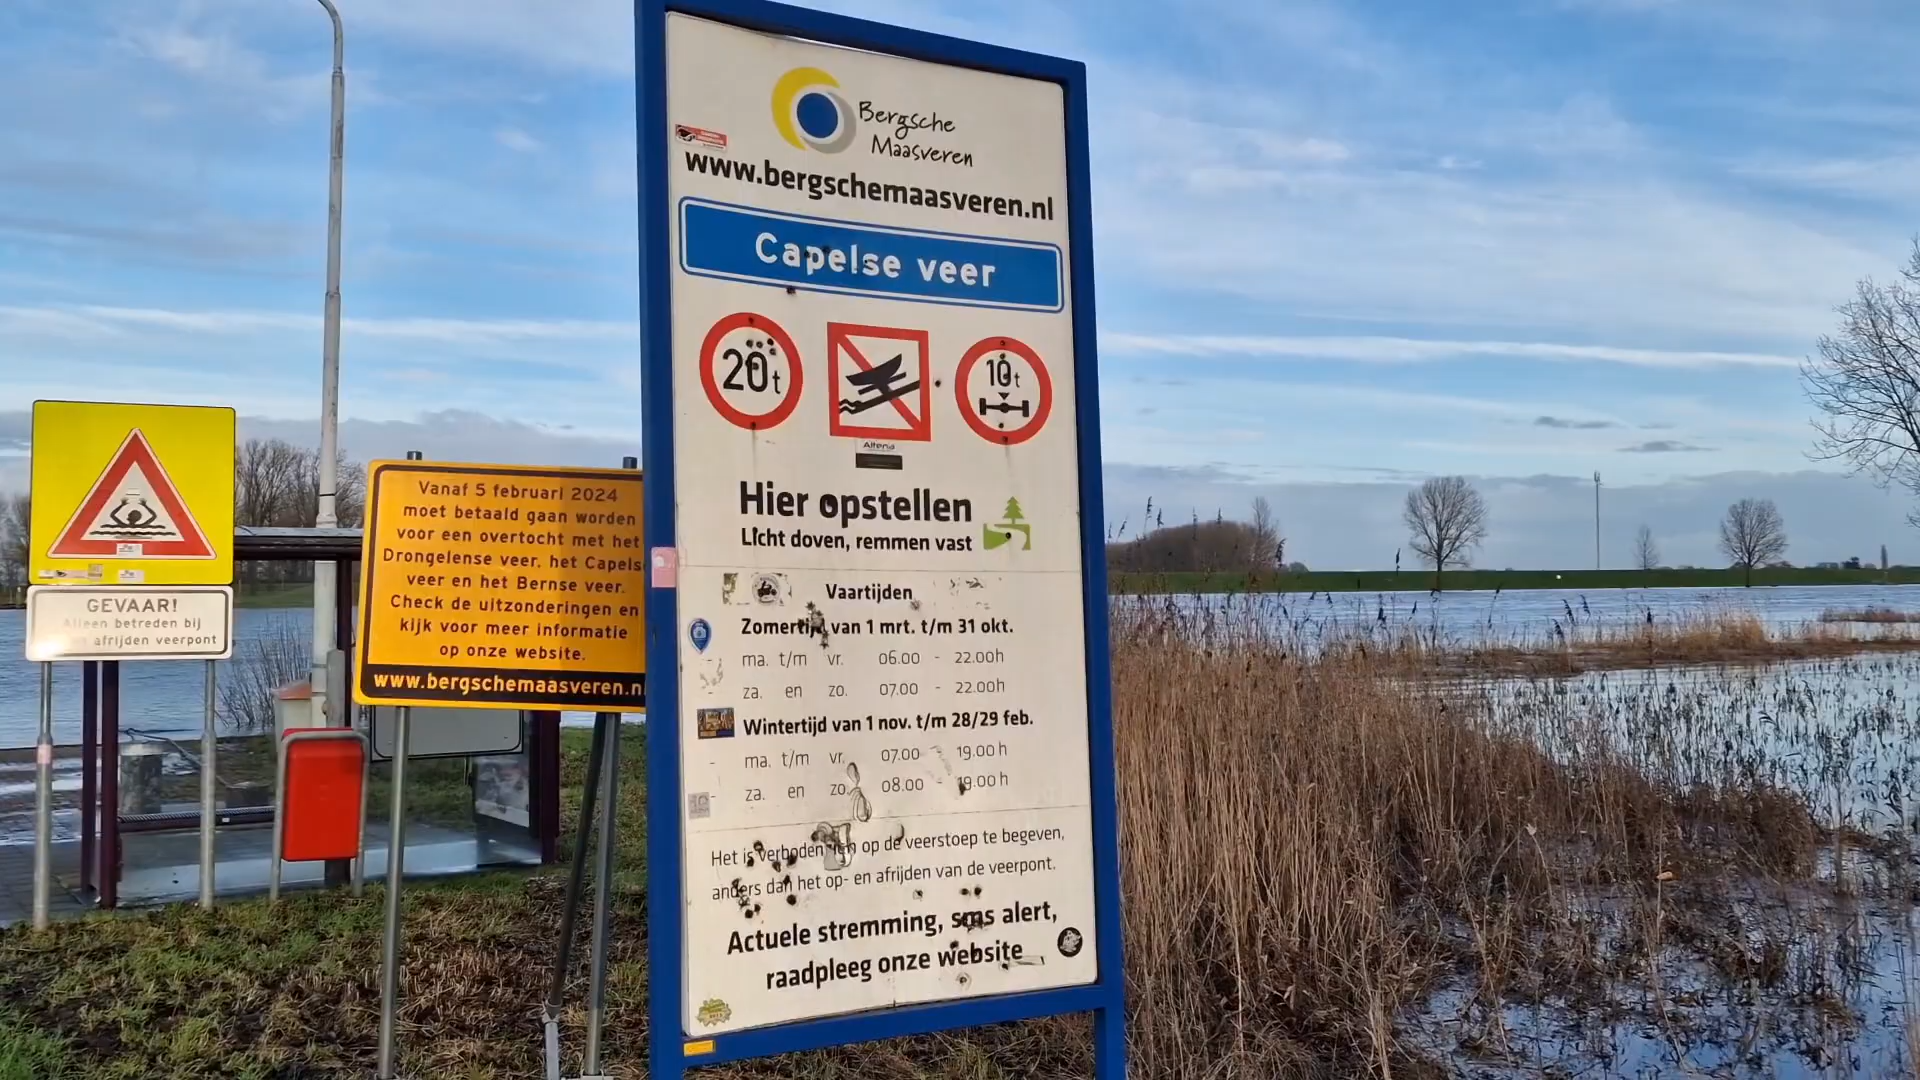 Bergsche
Maasveren
www.bergschemaasveren.nl
Capelse veer
20t
10t
Alfena
Hier opstellen
Licht doven, remmen vast
Vaartijden
Zomertijd van 1 mrt. t/m 31 okt.
ma. t/m vr. 06.00 - 22.00h
za. en zo. 07.00 - 22.00h
Wintertijd van 1 nov. t/m 28/29 feb.
- ma. t/m vr. 07.00 - 19.00 h
- za. en zo. 08.00 - 19.00 h
Het is verboden op de veerstoep te begeven,
anders dan het op- en afrijden van de veerpont.
Actuele stremming, sms alert,
raadpleeg onze website
Vanaf 5 februari 2024
moet betaald gaan worden
voor een overtocht met het
Drongelense veer, het Capels
veer en het Bernse veer.
Check de uitzonderingen en
kijk voor meer informatie
op onze website.
www.bergschemaasveren.n
GEVAAR!
Alleen betreden bij
afrijden veerpont